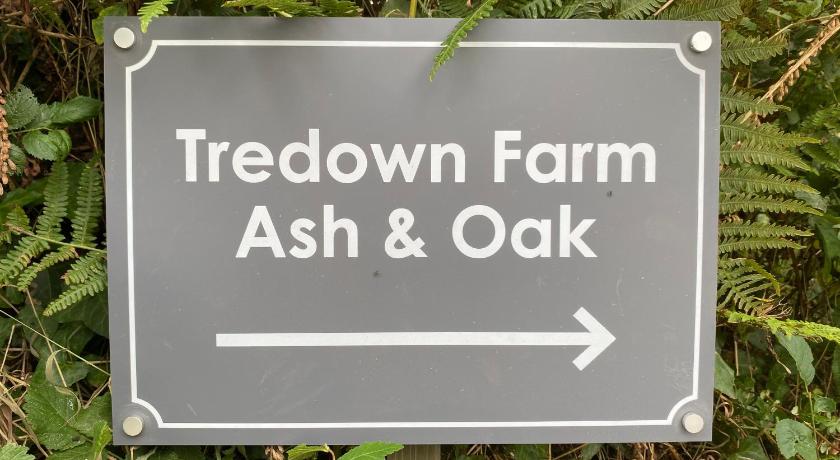 Tredown Farm
Ash & Oak